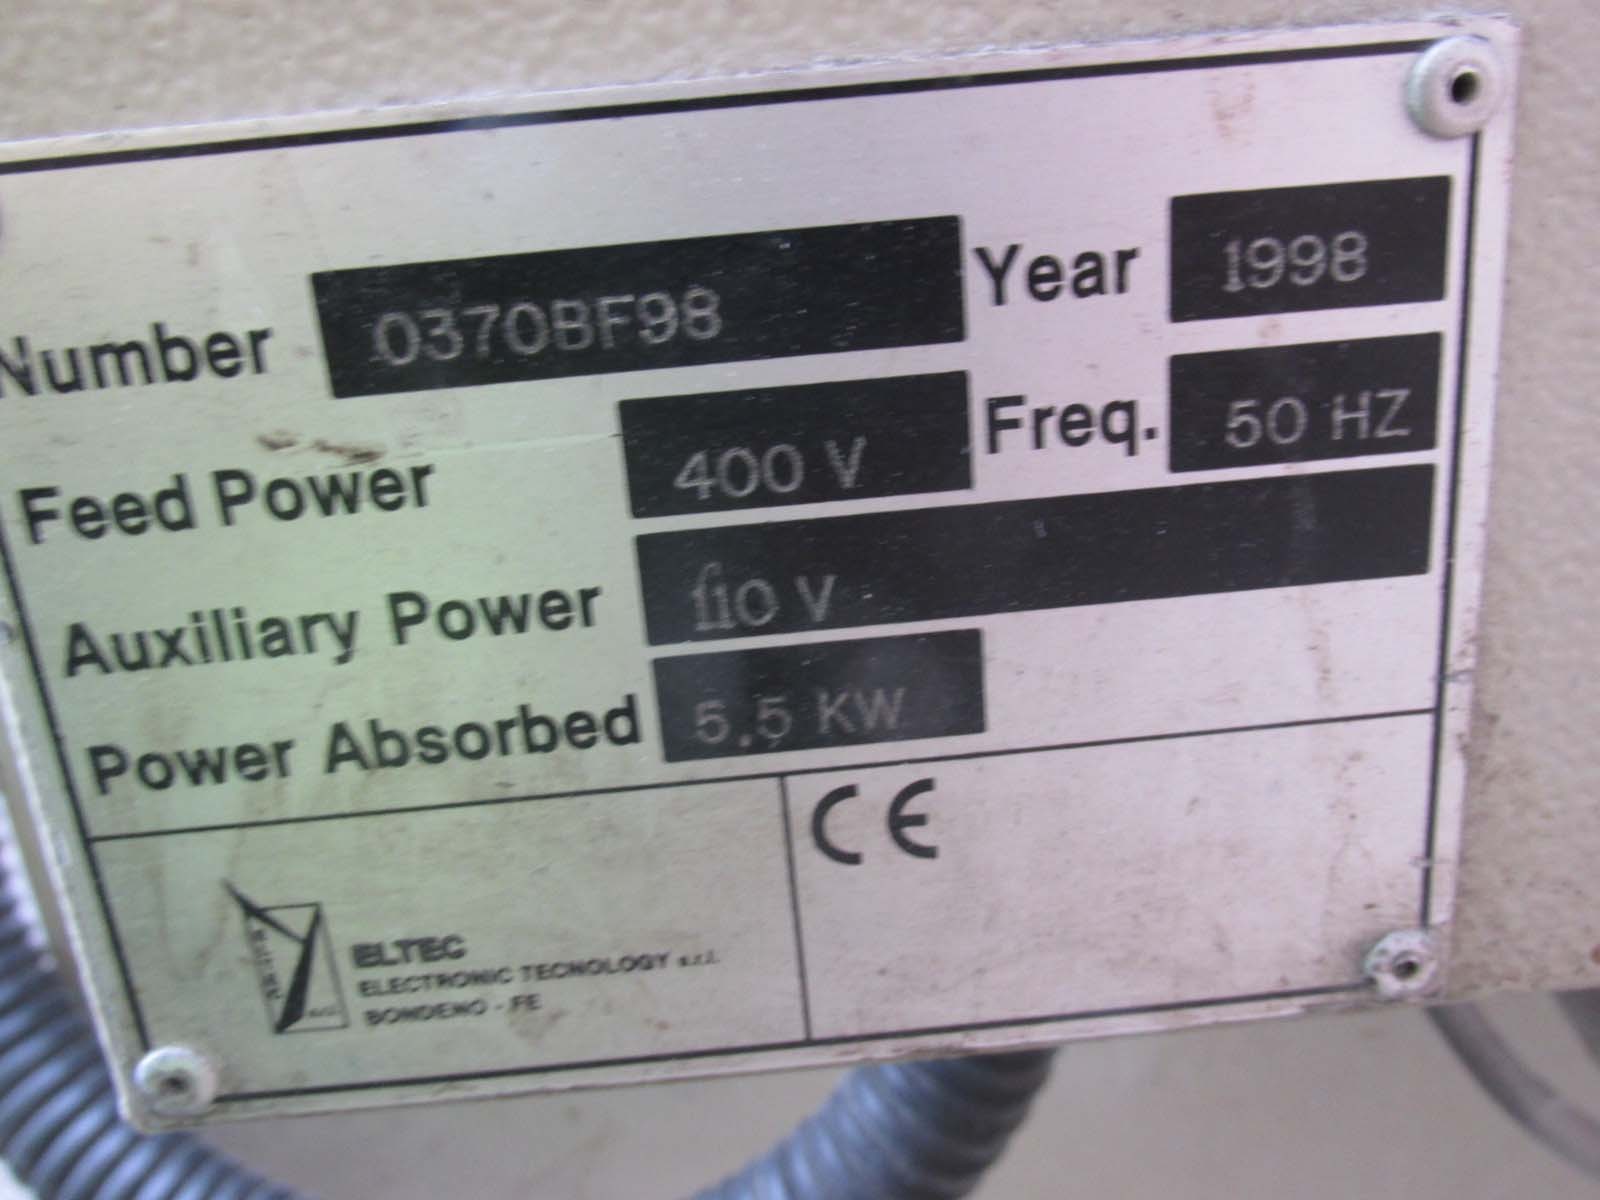 Number 0370BF98 Year 1998
Feed Power 400 V Freq. 50 HZ
Auxiliary Power 110 V
Power Absorbed 5,5 KW
CE
ELTEC
ELECTRONIC TECNOLOGY s.r.l.
BONDENO - FE